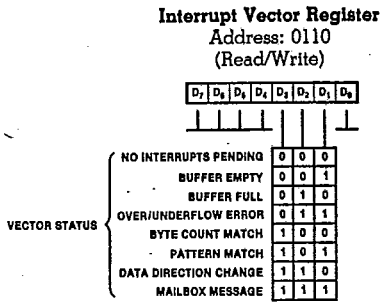 Interrupt Vector Register
Address: 0110
(Read/Write)
D7 D6 D5 D4 D3 D2 D1 D0
NO INTERRUPTS PENDING 0 0 0
BUFFER EMPTY 0 0 1
BUFFER FULL 0 1 0
OVER/UNDERFLOW ERROR 0 1 1
VECTOR STATUS
BYTE COUNT MATCH 1 0 0
PATTERN MATCH 1 0 1
DATA DIRECTION CHANGE 1 1 0
MAILBOX MESSAGE 1 1 1